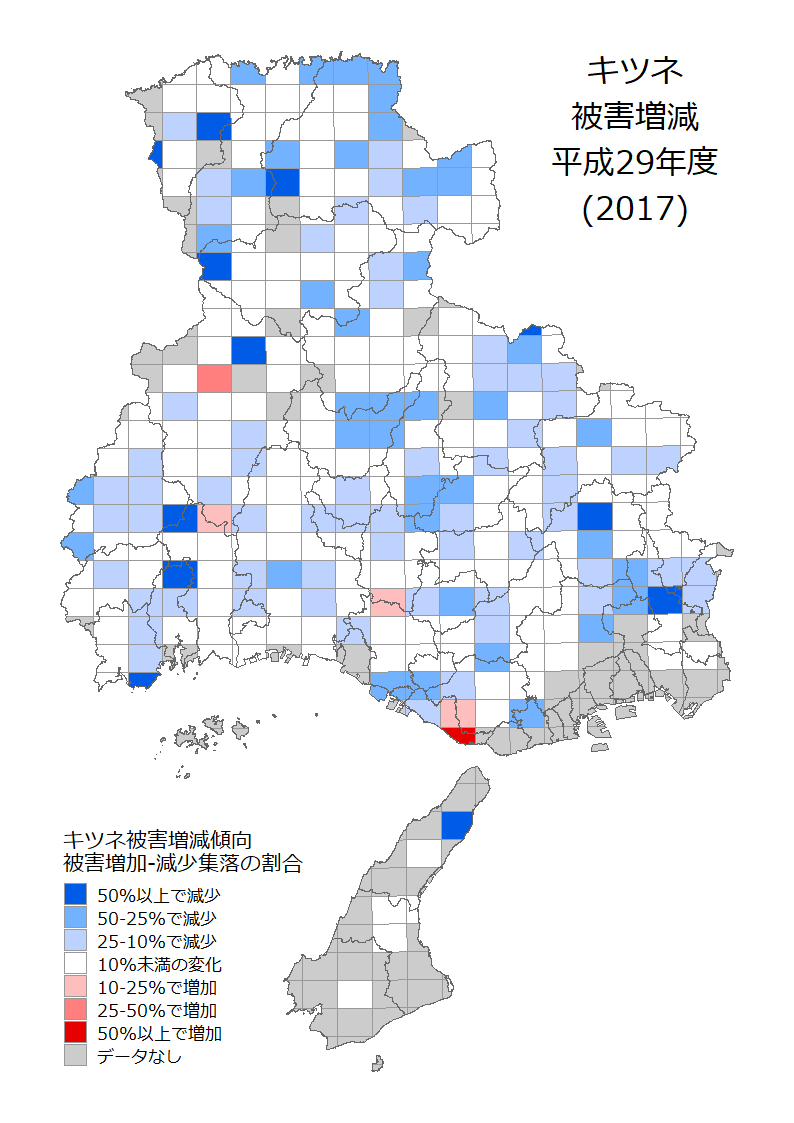 キツネ
被害増減
平成29年度
(2017)
キツネ被害増減傾向
被害増加-減少集落の割合
50%以上で減少
50-25%で減少
25-10%で減少
10%未満の変化
10-25%で増加
25-50%で増加
50%以上で増加
データなし